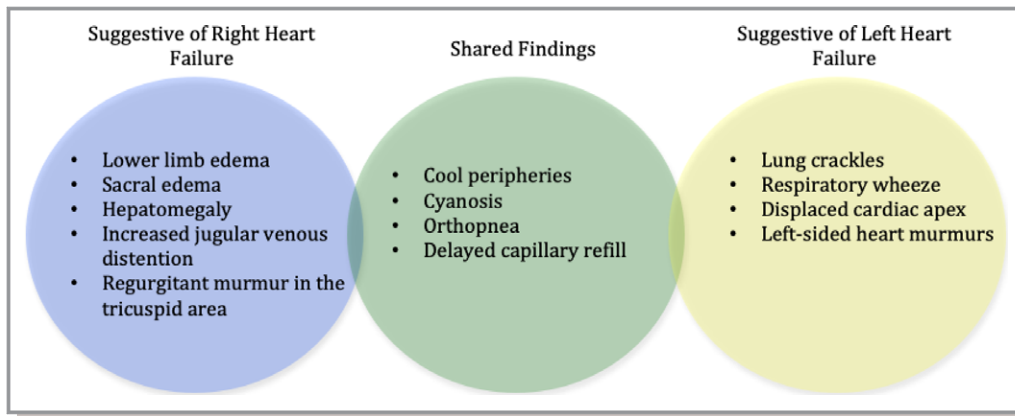 Suggestive of Right Heart
Failure
Shared Findings
Suggestive of Left Heart
Failure
• Lower limb edema
• Sacral edema
• Hepatomegaly
• Increased jugular venous
distention
• Regurgitant murmur in the
tricuspid area
• Cool peripheries
• Cyanosis
• Orthopnea
• Delayed capillary refill
• Lung crackles
• Respiratory wheeze
• Displaced cardiac apex
• Left-sided heart murmurs